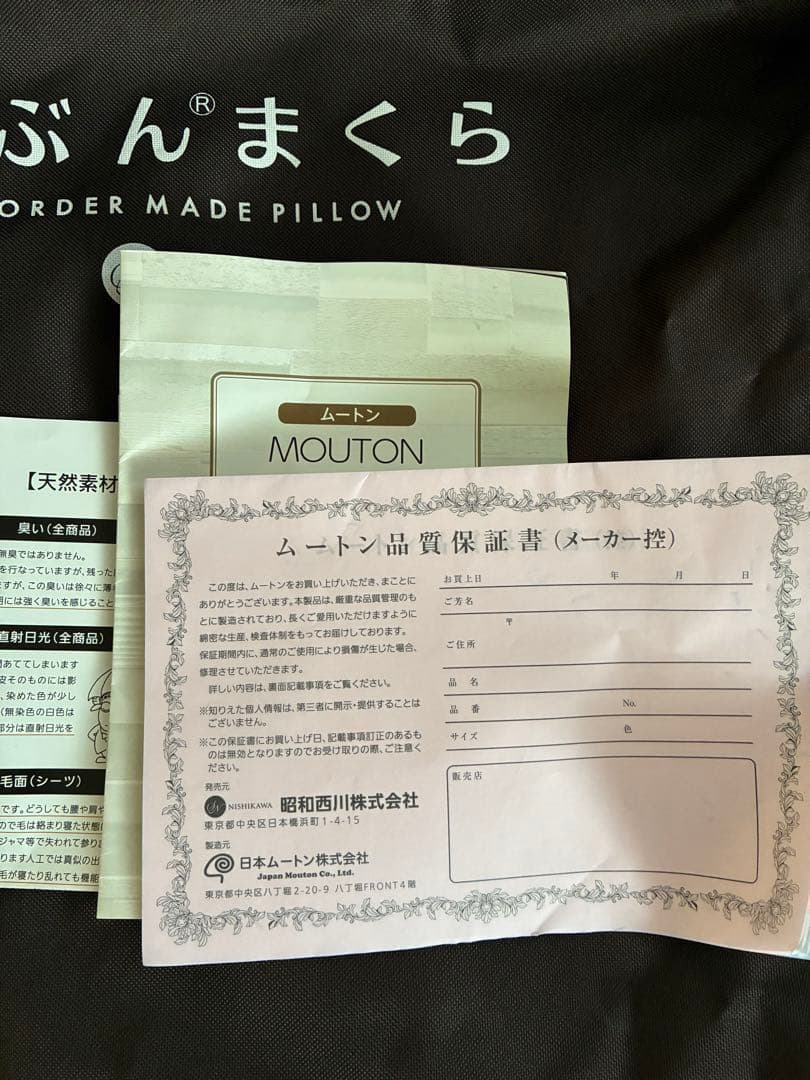 ぶん®まくら
ORDER MADE PILLOW
ムートン
MOUTON
【天然素材
臭い(全商品)
無臭ではありません。
を行なっていますが、残った
ますが、この臭いは徐々に薄
用には強く臭いを感じること
直射日光(全商品)
間あててしまいます
皮そのものには影
、染めた色が少し
(無染色の白色は
部分は直射日光を
毛面(シーツ)
です。どうしても腰や肩や
ので毛は絡まり寝た状態
ジャマ等で失われて参り
ります人工では真似の出
毛が寝たり乱れても機能
ムートン品質保証書(メーカー控)
この度は、ムートンをお買い上げいただき、まことに
ありがとうございます。本製品は、厳重な品質管理のも
とに製造されており、長くご愛用いただけますように
綿密な生産、検査体制をもってお届けしております。
保証期間内に、通常のご使用により損傷が生じた場合、
修理させていただきます。
詳しい内容は、裏面記載事項をご覧ください。
※知りえた個人情報は、第三者に開示・提供することは
ございません。
※この保証書にお買い上げ日、記載事項訂正のあるも
のは無効となりますのでお受け取りの際、ご注意く
ださい。
発売元
NISHIKAWA 昭和西川株式会社
東京都中央区日本橋浜町1-4-15
製造元
日本ムートン株式会社
Japan Mouton Co., Ltd.
東京都中央区八丁堀2-20-9 八丁堀FRONT4階
お買上日 年 月 日
ご芳名
〒
ご住所
品名
品番 No.
サイズ 色
販売店